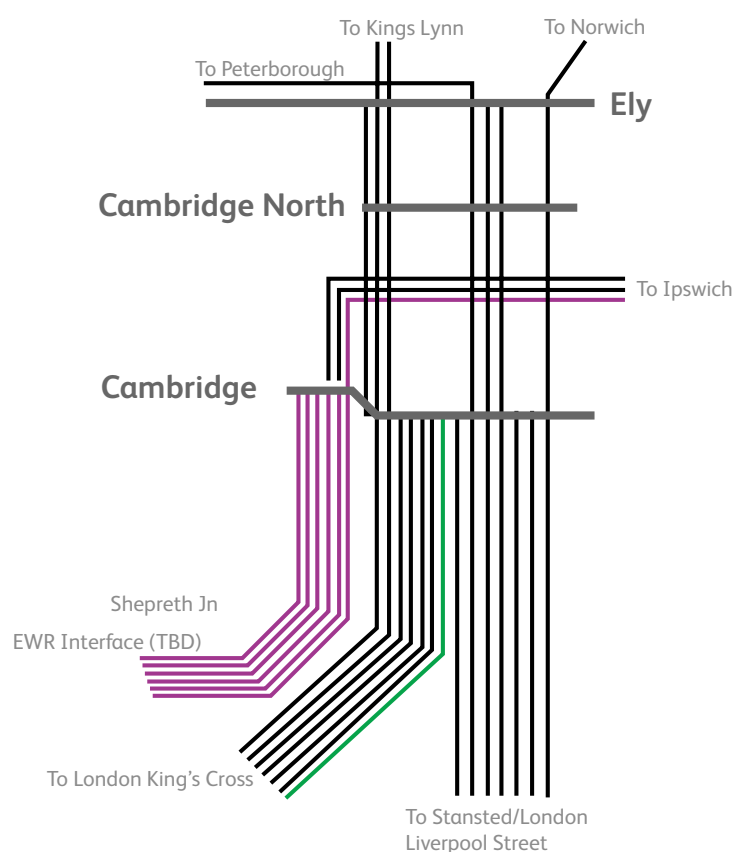 To Kings Lynn
To Norwich
To Peterborough
Ely
Cambridge North
To Ipswich
Cambridge
Shepreth Jn
EWR Interface (TBD)
To London King's Cross
To Stansted/London
Liverpool Street